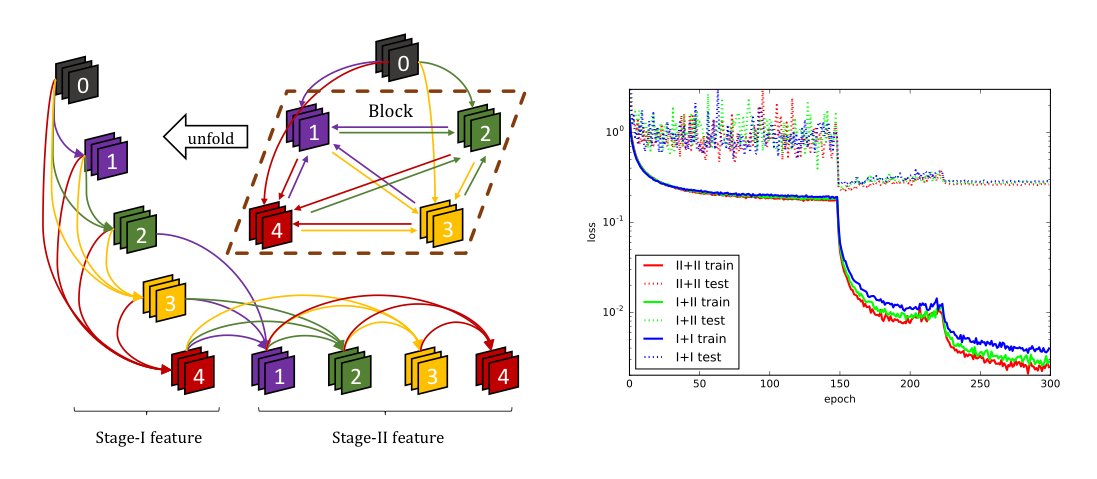 0
1
2
3
4
unfold
0
Block
1
2
4
3
1
2
3
4
Stage-I feature
Stage-II feature
loss
10⁰
10⁻¹
10⁻²
II+II train
II+II test
I+II train
I+II test
I+I train
I+I test
0 50 100 150 200 250 300
epoch